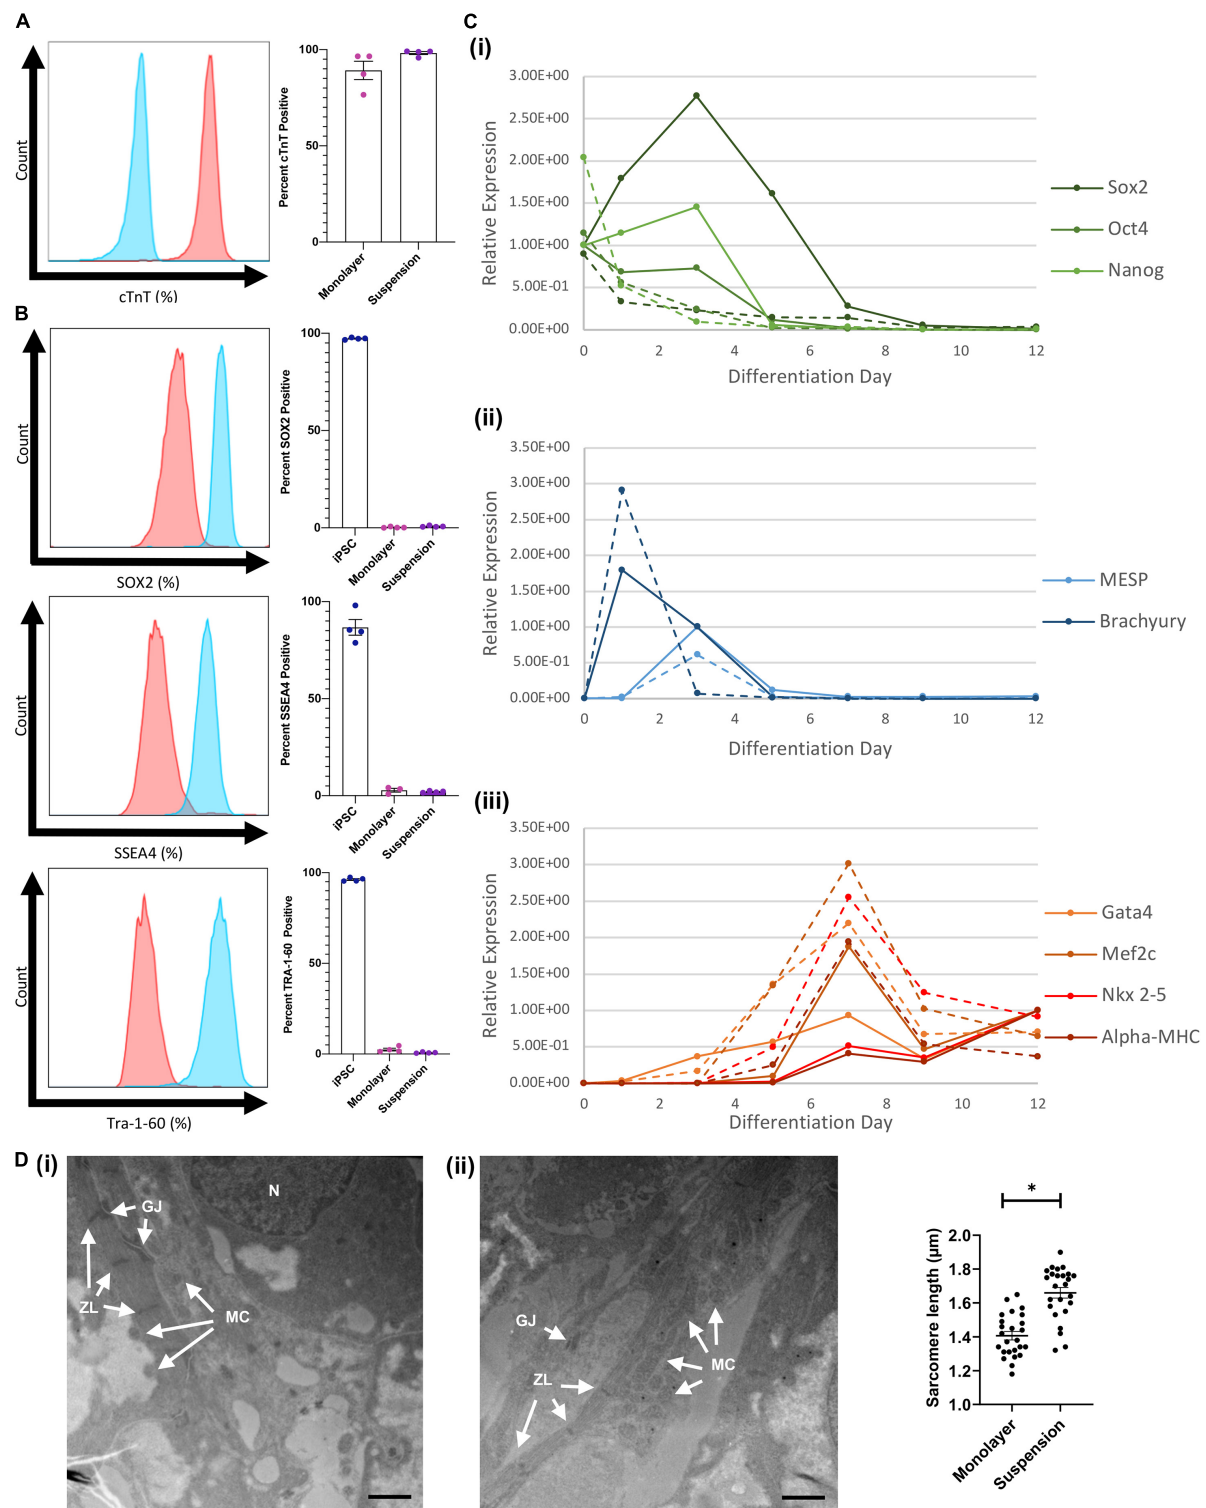 A
Count
cTnT (%)
100
50
0
Percent cTnT Positive
Monolayer
Suspension
B
Count
SOX2 (%)
100
50
0
Percent SOX2 Positive
iPSC
Monolayer
Suspension
Count
SSEA4 (%)
100
50
0
Percent SSEA4 Positive
iPSC
Monolayer
Suspension
Count
Tra-1-60 (%)
100
50
0
Percent TRA-1-60 Positive
iPSC
Monolayer
Suspension
C
(i)
3.00E+00
2.50E+00
2.00E+00
1.50E+00
1.00E+00
5.00E-01
0.00E+00
Relative Expression
0 2 4 6 8 10 12
Differentiation Day
Sox2
Oct4
Nanog
(ii)
3.50E+00
3.00E+00
2.50E+00
2.00E+00
1.50E+00
1.00E+00
5.00E-01
0.00E+00
Relative Expression
0 2 4 6 8 10 12
Differentiation Day
MESP
Brachyury
(iii)
3.50E+00
3.00E+00
2.50E+00
2.00E+00
1.50E+00
1.00E+00
5.00E-01
0.00E+00
Relative Expression
0 2 4 6 8 10 12
Differentiation Day
Gata4
Mef2c
Nkx 2-5
Alpha-MHC
D
(i)
N
GJ
ZL
MC
(ii)
GJ
ZL
MC
*
2.0
1.8
1.6
1.4
1.2
1.0
Sarcomere length (µm)
Monolayer
Suspension